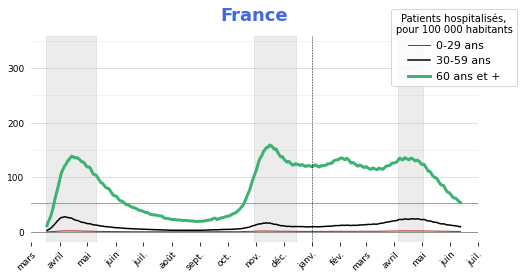 France
Patients hospitalisés,
pour 100 000 habitants
0-29 ans
30-59 ans
60 ans et +
300
200
100
0
mars avril mai juin juil. août sept. oct. nov. déc. janv. fév. mars avril mai juin juil.